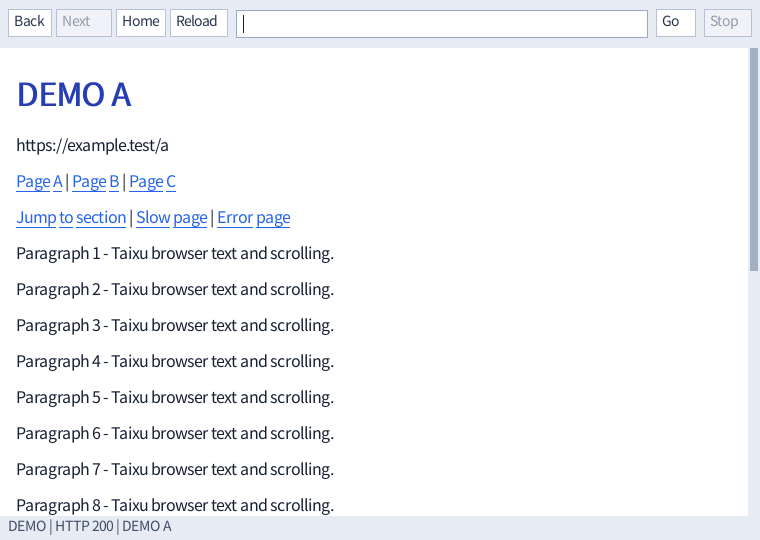 Back Next Home Reload Go Stop
DEMO A
https://example.test/a
Page A | Page B | Page C
Jump to section | Slow page | Error page
Paragraph 1 - Taixu browser text and scrolling.
Paragraph 2 - Taixu browser text and scrolling.
Paragraph 3 - Taixu browser text and scrolling.
Paragraph 4 - Taixu browser text and scrolling.
Paragraph 5 - Taixu browser text and scrolling.
Paragraph 6 - Taixu browser text and scrolling.
Paragraph 7 - Taixu browser text and scrolling.
Paragraph 8 - Taixu browser text and scrolling.
DEMO | HTTP 200 | DEMO A